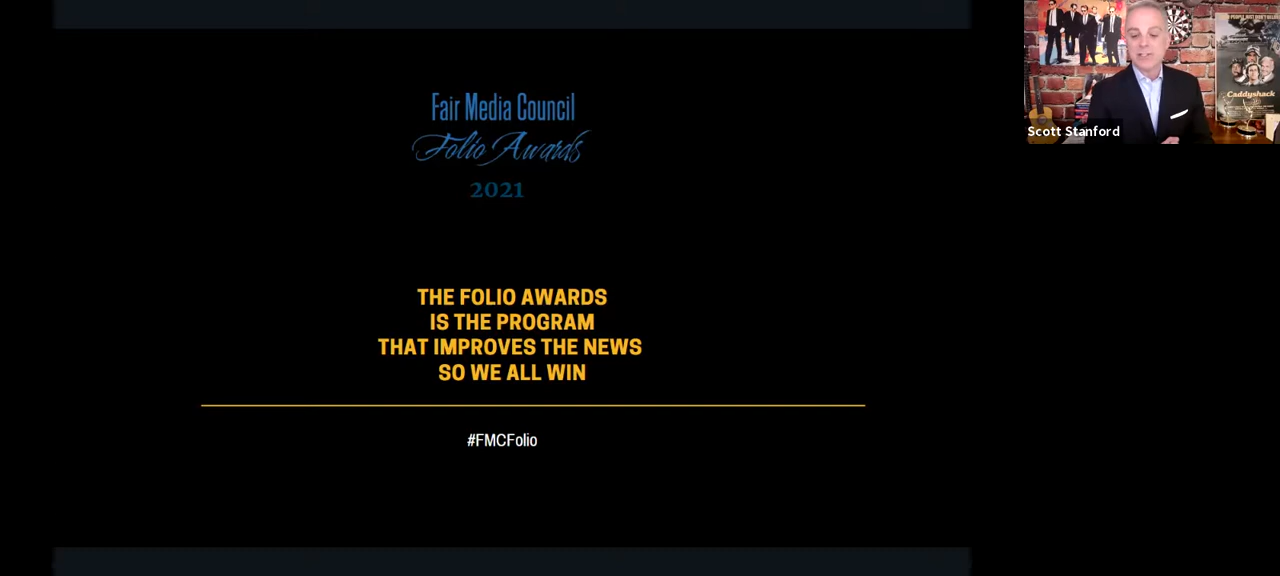 Fair Media Council
Folio Awards
2021
THE FOLIO AWARDS
IS THE PROGRAM
THAT IMPROVES THE NEWS
SO WE ALL WIN
#FMCFolio
Caddyshack
Scott Stanford